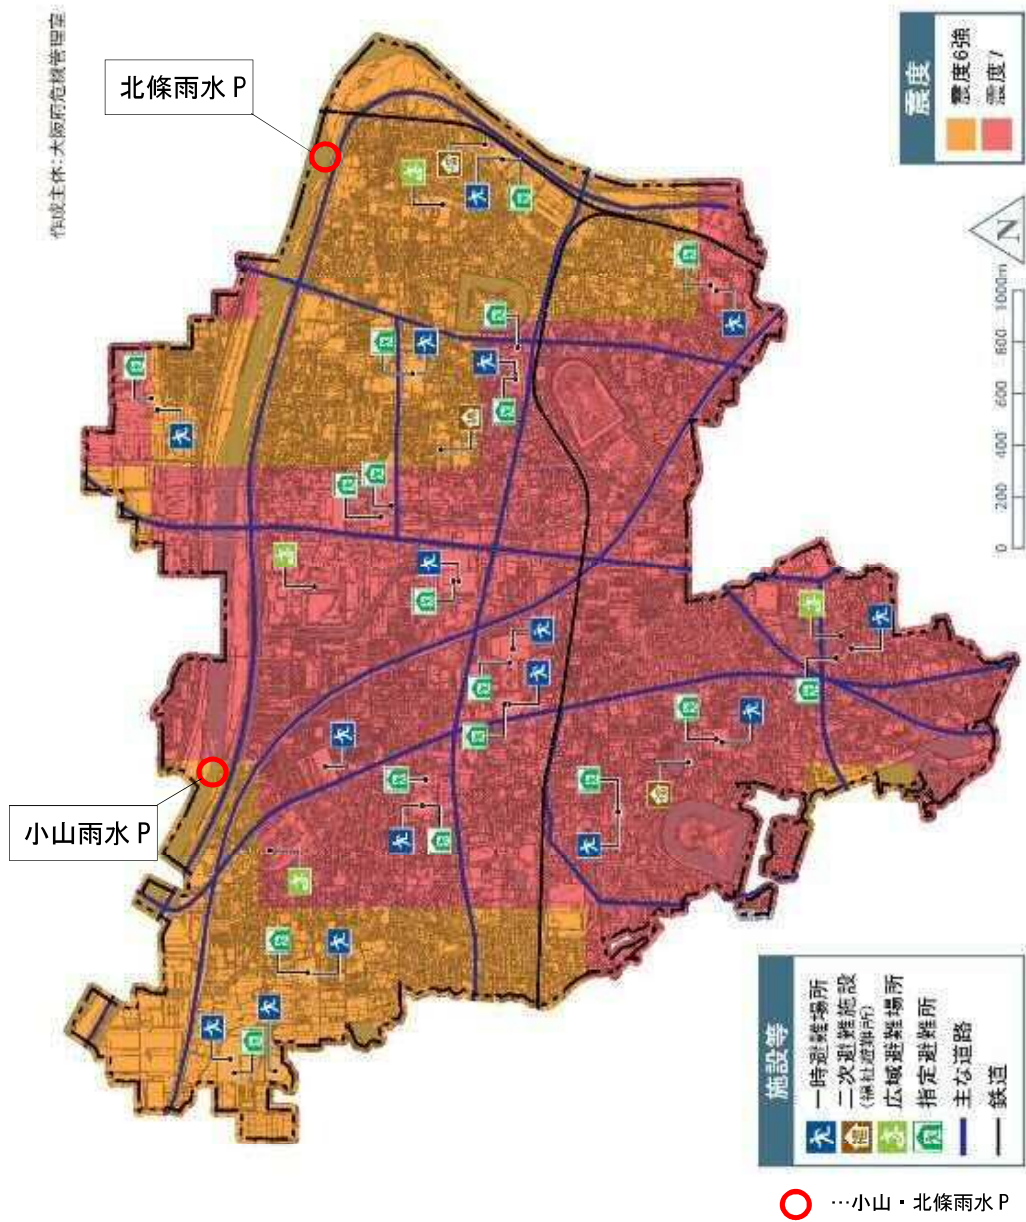 作成主体:大阪府危機管理室
北條雨水 P
小山雨水 P
震度
震度6強
震度7
N
0 200 400 600 800 1000m
施設等
一時避難場所
二次避難施設
(福祉避難所)
広域避難場所
指定避難所
主な道路
鉄道
…小山・北條雨水 P